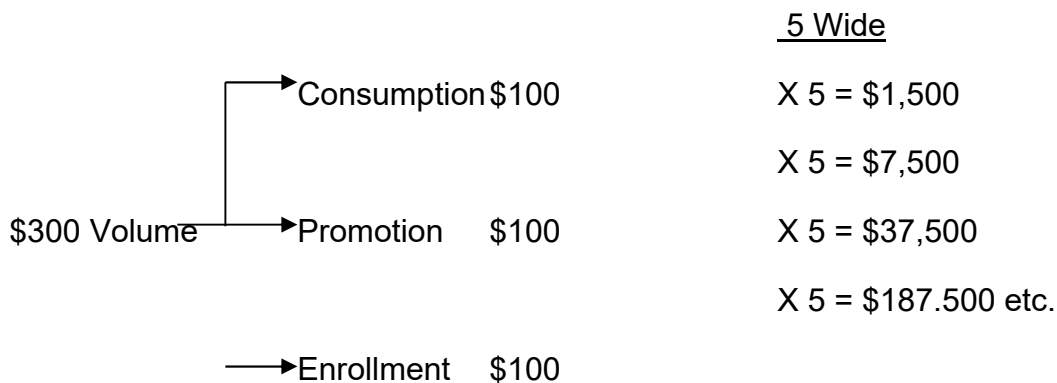 5 Wide
Consumption $100 X 5 = $1,500
X 5 = $7,500
$300 Volume Promotion $100 X 5 = $37,500
X 5 = $187.500 etc.
Enrollment $100